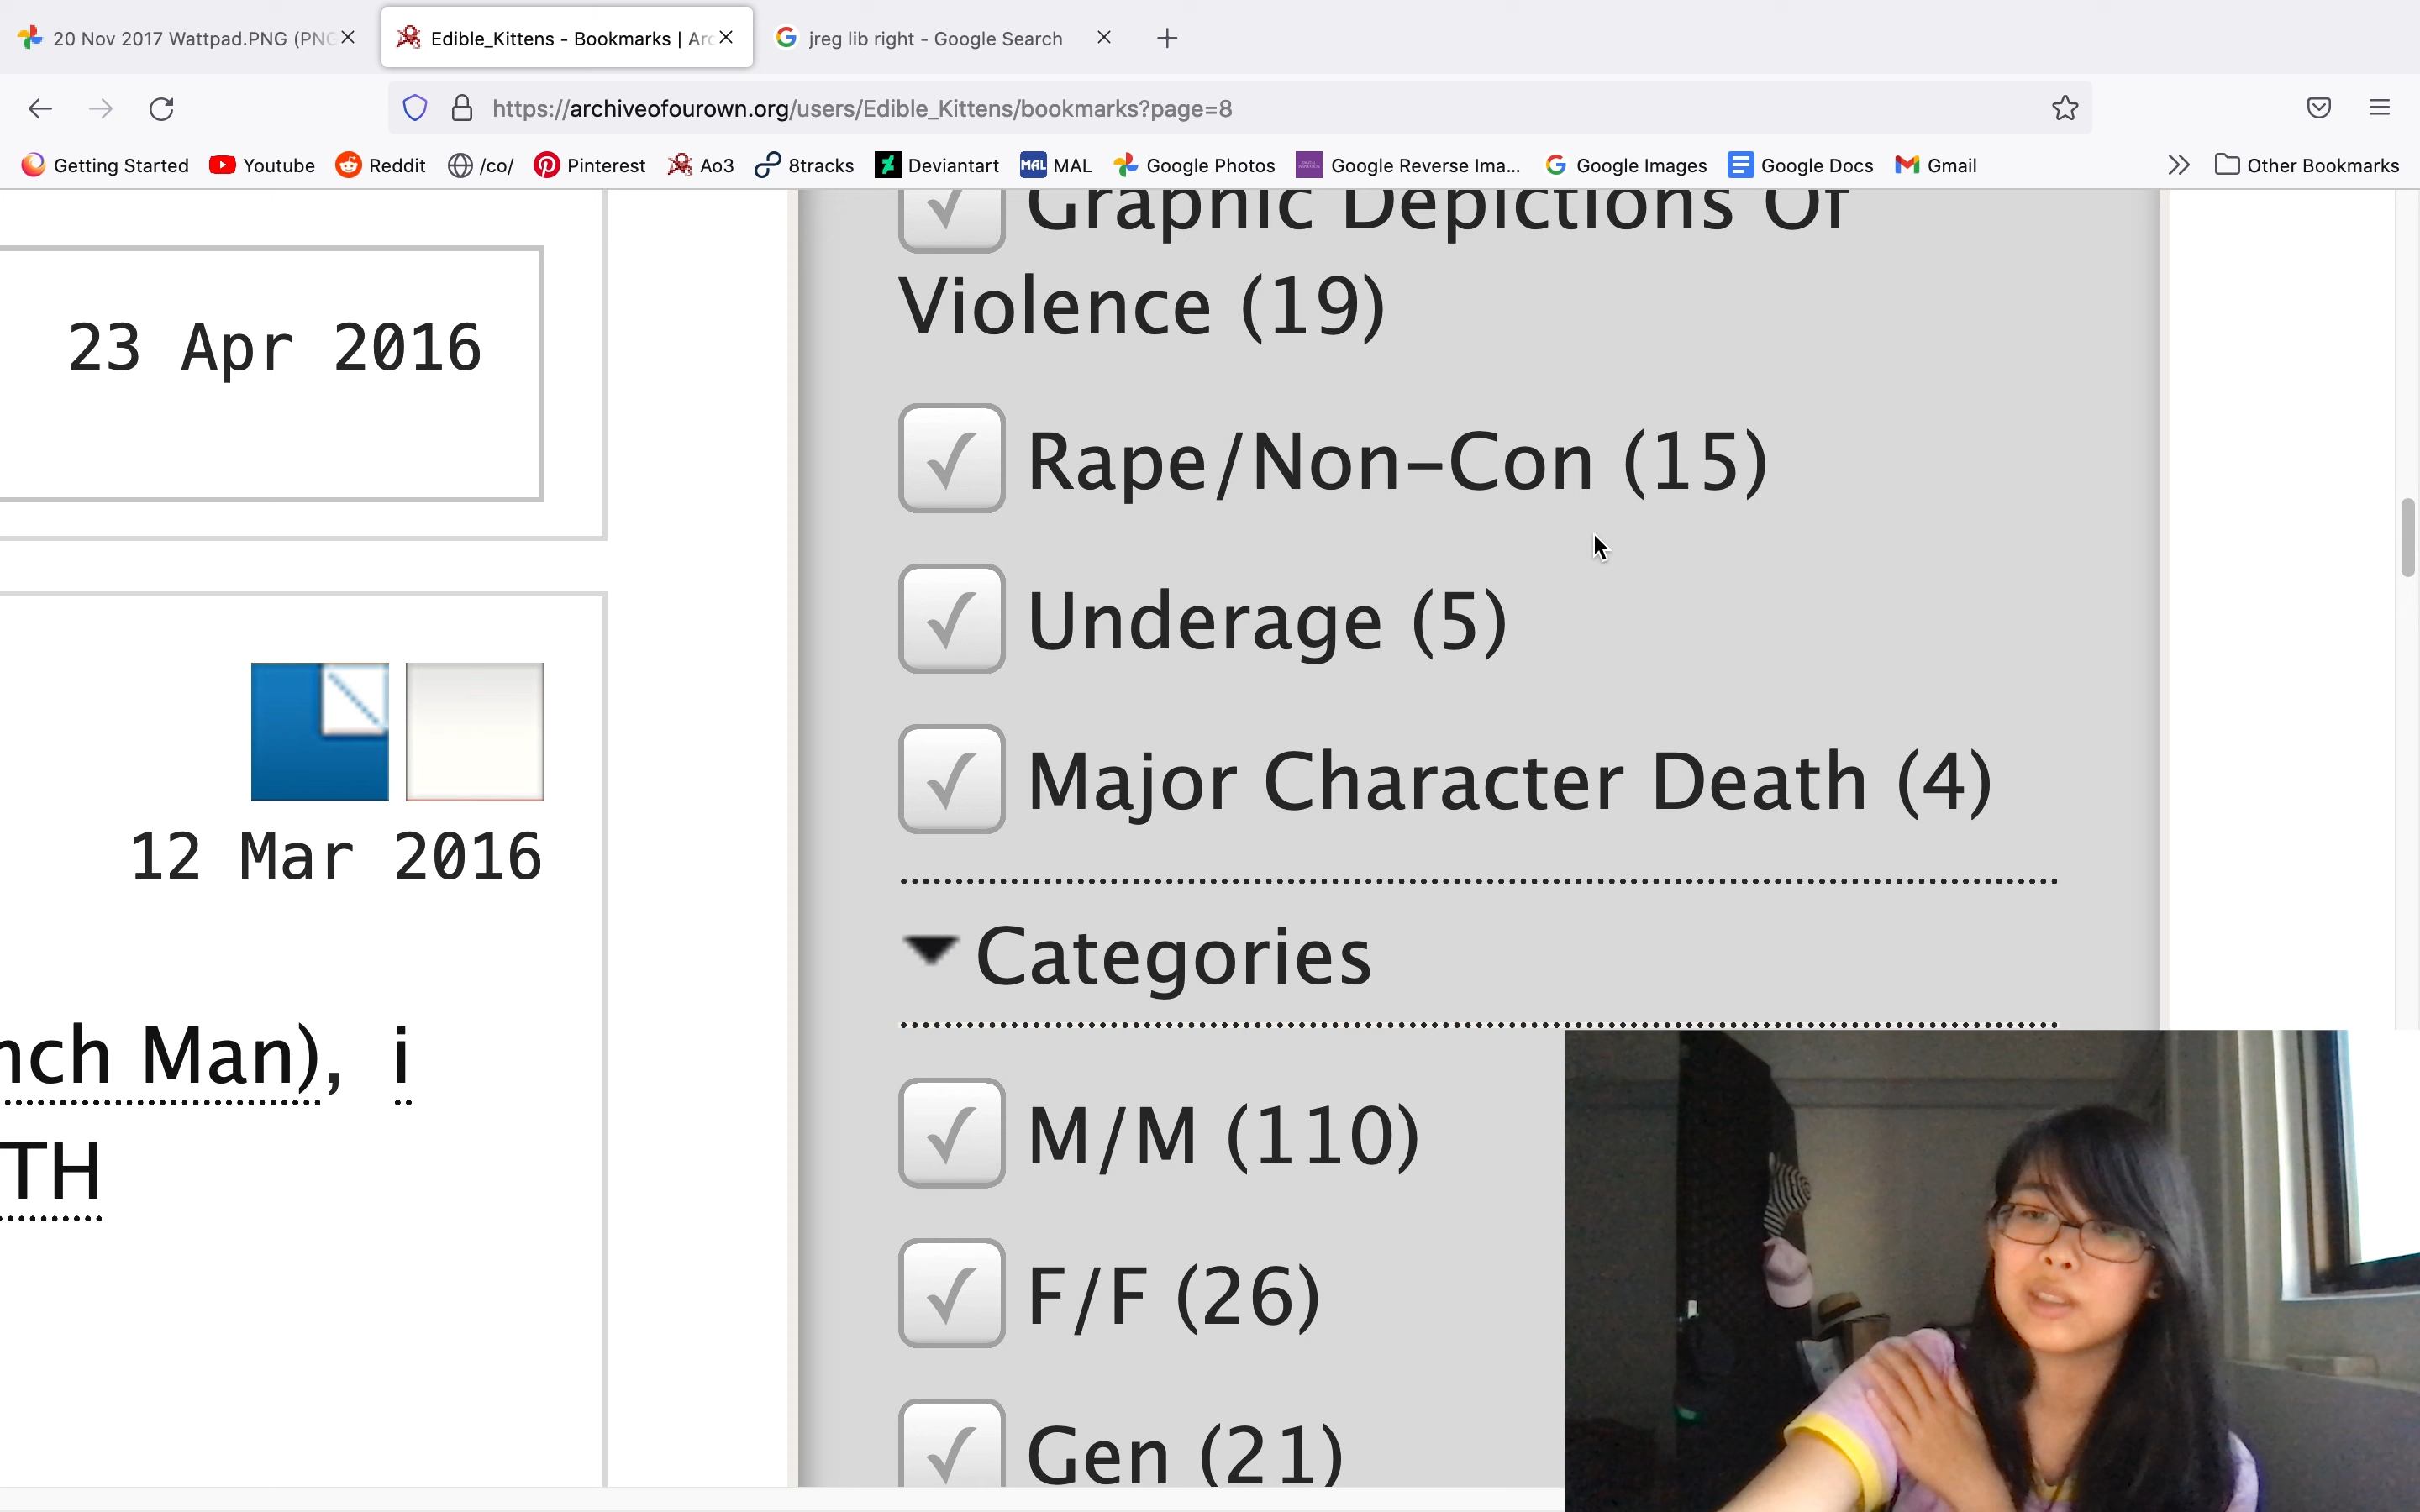 20 Nov 2017 Wattpad.PNG (PNG
Edible_Kittens - Bookmarks | Arc
jreg lib right - Google Search
https://archiveofourown.org/users/Edible_Kittens/bookmarks?page=8
Getting Started Youtube Reddit /co/ Pinterest Ao3 8tracks Deviantart MAL MAL Google Photos Google Reverse Ima... Google Images Google Docs Gmail Other Bookmarks
Graphic Depictions Of
Violence (19)
23 Apr 2016
Rape/Non-Con (15)
Underage (5)
Major Character Death (4)
12 Mar 2016
Categories
nch Man), i
TH
M/M (110)
F/F (26)
Gen (21)